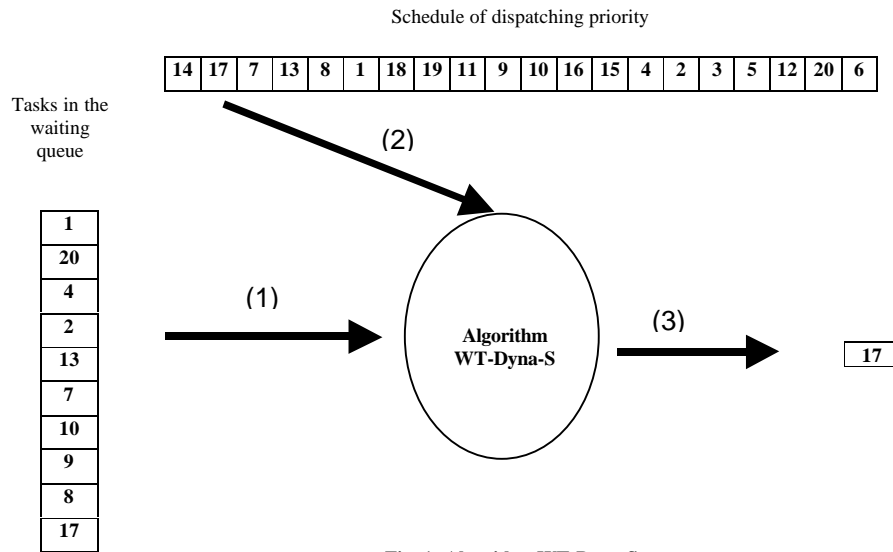 Schedule of dispatching priority
14 17 7 13 8 1 18 19 11 9 10 16 15 4 2 3 5 12 20 6
Tasks in the
waiting
queue
(2)
1
20
4
2
13
7
10
9
8
17
(1)
Algorithm
WT-Dyna-S
(3)
17